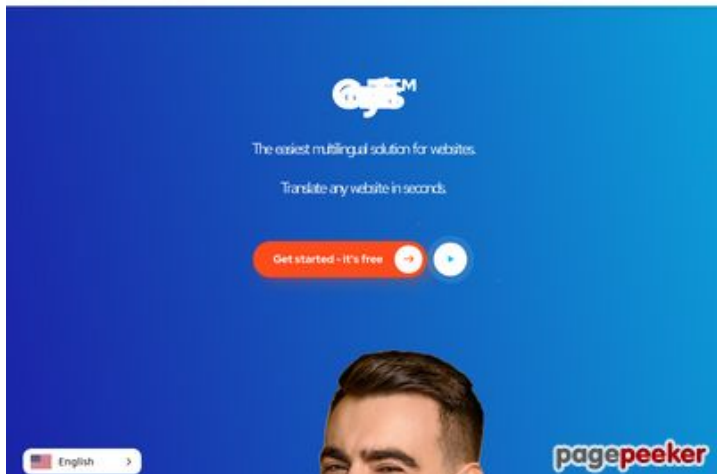 The easiest multilingual solution for websites.
Translate any website in seconds.
Get started - it's free
English
pagepeeker